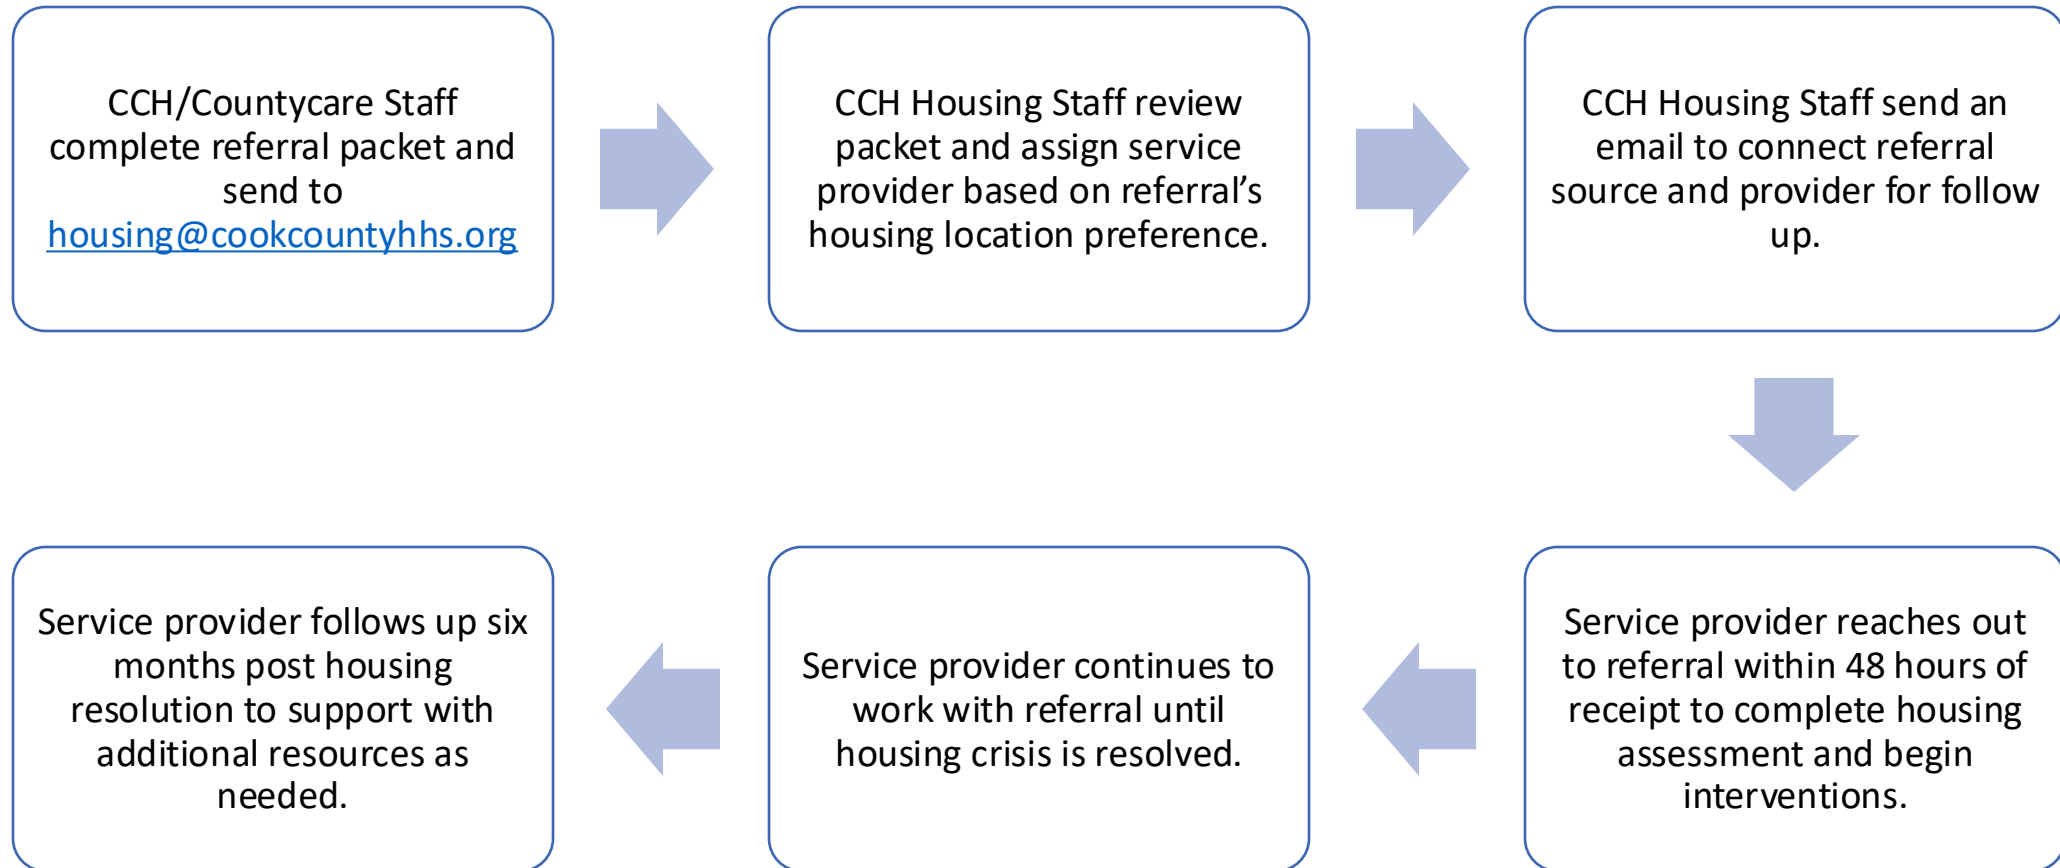 CCH/Countycare Staff
complete referral packet and
send to
housing@cookcountyhhs.org
CCH Housing Staff review
packet and assign service
provider based on referral’s
housing location preference.
CCH Housing Staff send an
email to connect referral
source and provider for follow
up.
Service provider reaches out
to referral within 48 hours of
receipt to complete housing
assessment and begin
interventions.
Service provider continues to
work with referral until
housing crisis is resolved.
Service provider follows up six
months post housing
resolution to support with
additional resources as
needed.